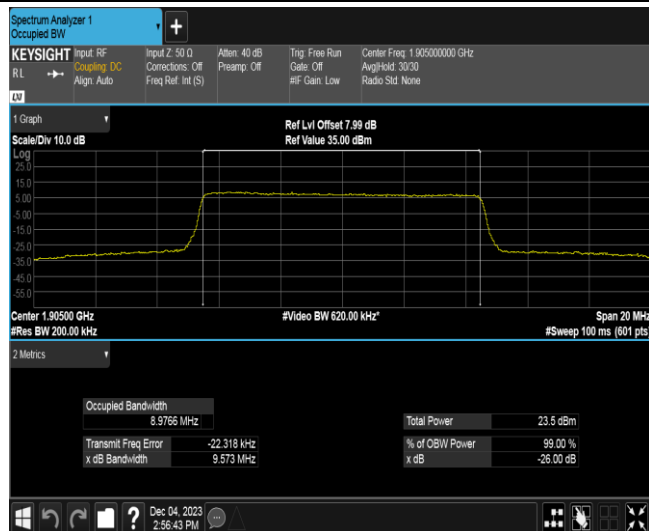 Spectrum Analyzer 1
Occupied BW
KEYSIGHT
R L
Input: RF
Coupling: DC
Align: Auto
Input Z: 50 Ω
Corrections: Off
Freq Ref: Int (S)
Atten: 40 dB
Preamp: Off
Trig: Free Run
Gate: Off
#IF Gain: Low
Center Freq: 1.905000000 GHz
Avg|Hold: 30/30
Radio Std: None
1 Graph
Scale/Div 10.0 dB
Ref Lvl Offset 7.99 dB
Ref Value 35.00 dBm
Log
25.0
15.0
5.00
-5.00
-15.0
-25.0
-35.0
-45.0
-55.0
Center 1.90500 GHz
#Res BW 200.00 kHz
#Video BW 620.00 kHz*
Span 20 MHz
#Sweep 100 ms (601 pts)
2 Metrics
Occupied Bandwidth
8.9766 MHz
Transmit Freq Error -22.318 kHz
x dB Bandwidth 9.573 MHz
Total Power 23.5 dBm
% of OBW Power 99.00 %
x dB -26.00 dB
Dec 04, 2023
2:56:43 PM